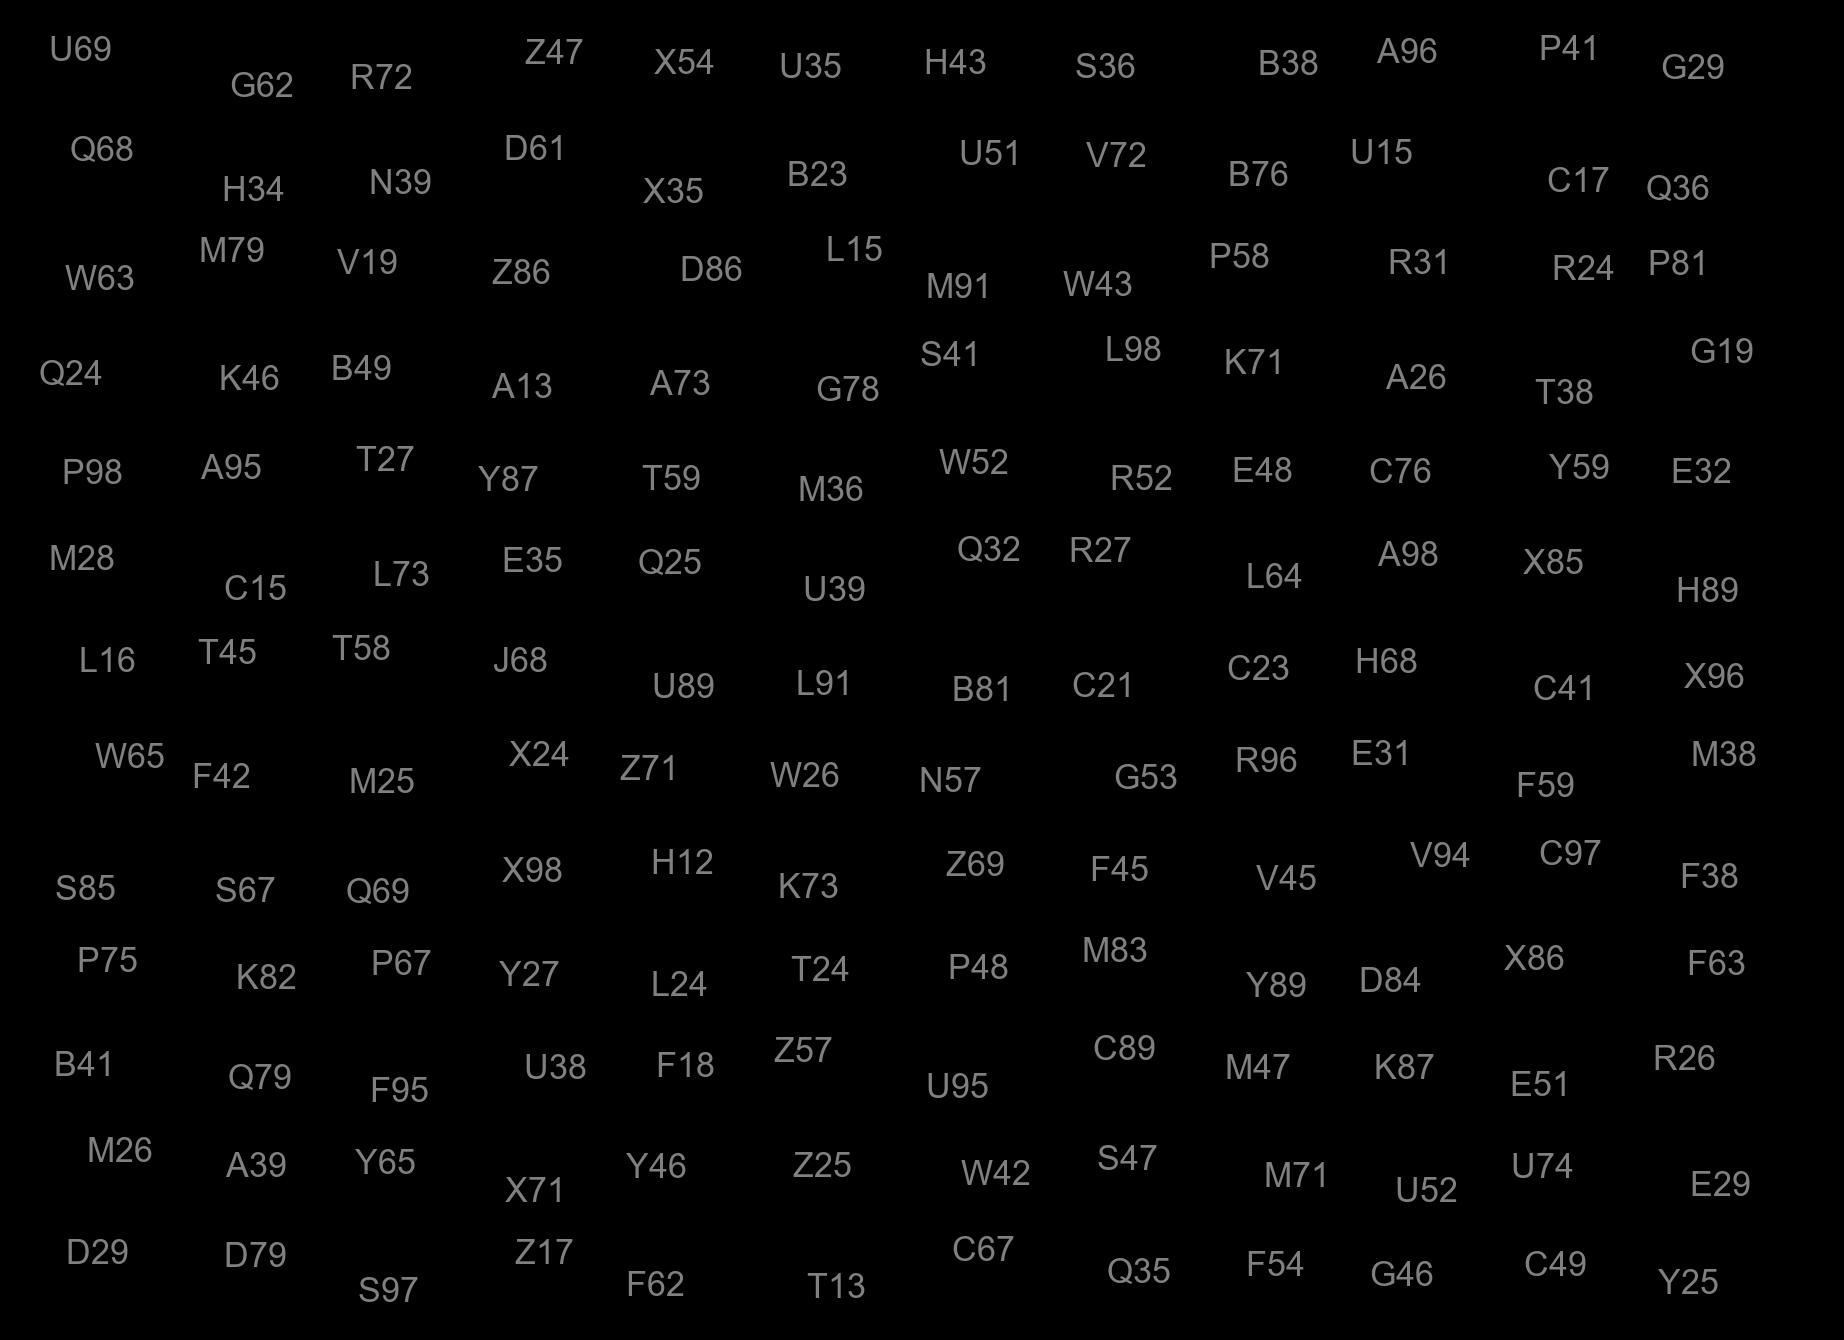 U69 G62 R72 Z47 X54 U35 H43 S36 B38 A96 P41 G29
Q68 H34 N39 D61 X35 B23 U51 V72 B76 U15 C17 Q36
W63 M79 V19 Z86 D86 L15 M91 W43 P58 R31 R24 P81
Q24 K46 B49 A13 A73 G78 S41 L98 K71 A26 T38 G19
P98 A95 T27 Y87 T59 M36 W52 R52 E48 C76 Y59 E32
M28 C15 L73 E35 Q25 U39 Q32 R27 L64 A98 X85 H89
L16 T45 T58 J68 U89 L91 B81 C21 C23 H68 C41 X96
W65 F42 M25 X24 Z71 W26 N57 G53 R96 E31 F59 M38
S85 S67 Q69 X98 H12 K73 Z69 F45 V45 V94 C97 F38
P75 K82 P67 Y27 L24 T24 P48 M83 Y89 D84 X86 F63
B41 Q79 F95 U38 F18 Z57 U95 C89 M47 K87 E51 R26
M26 A39 Y65 X71 Y46 Z25 W42 S47 M71 U52 U74 E29
D29 D79 S97 Z17 F62 T13 C67 Q35 F54 G46 C49 Y25